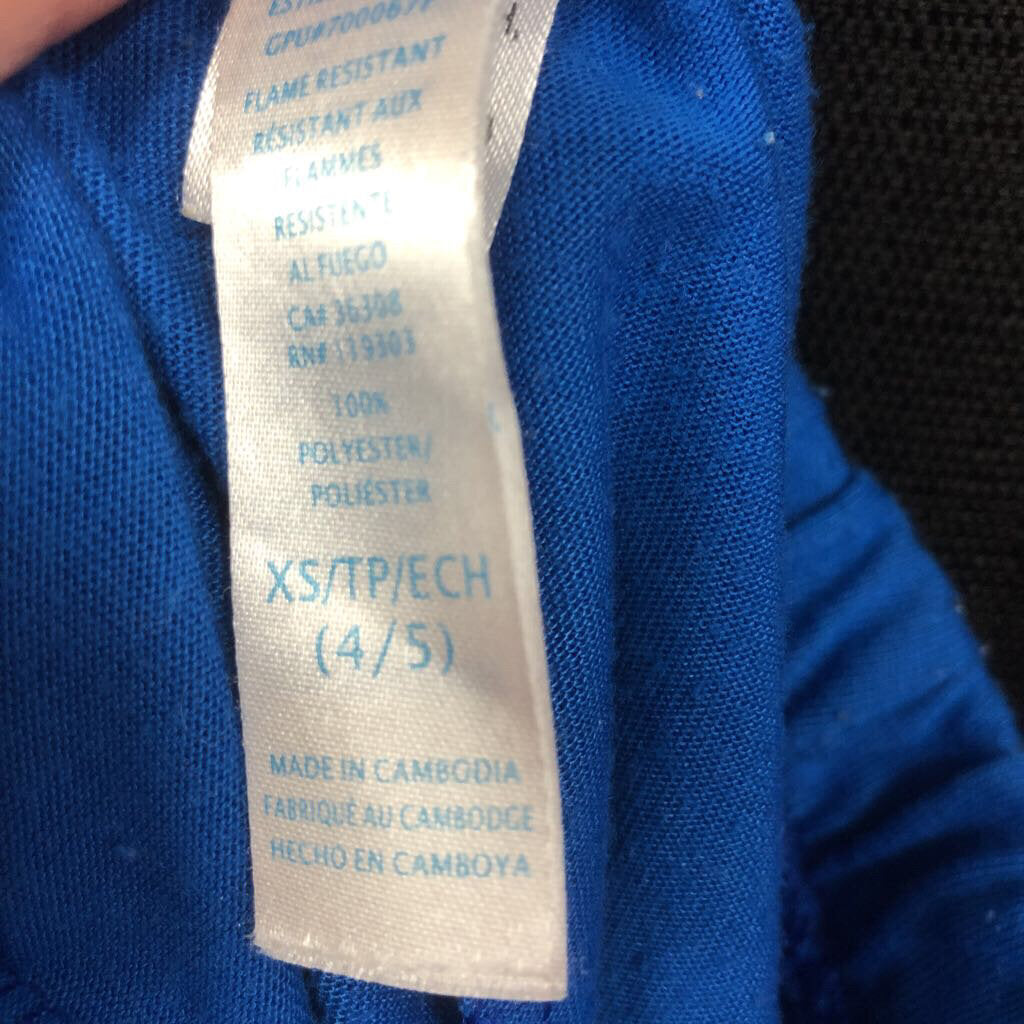 FLAME RESISTANT
RÉSISTANT AUX
FLAMMES
RESISTENTE
AL FUEGO
CA# 36308
RN# 119303
100%
POLYESTER/
POLIÉSTER
XS/TP/ECH
(4/5)
MADE IN CAMBODIA
FABRIQUÉ AU CAMBODGE
HECHO EN CAMBOYA